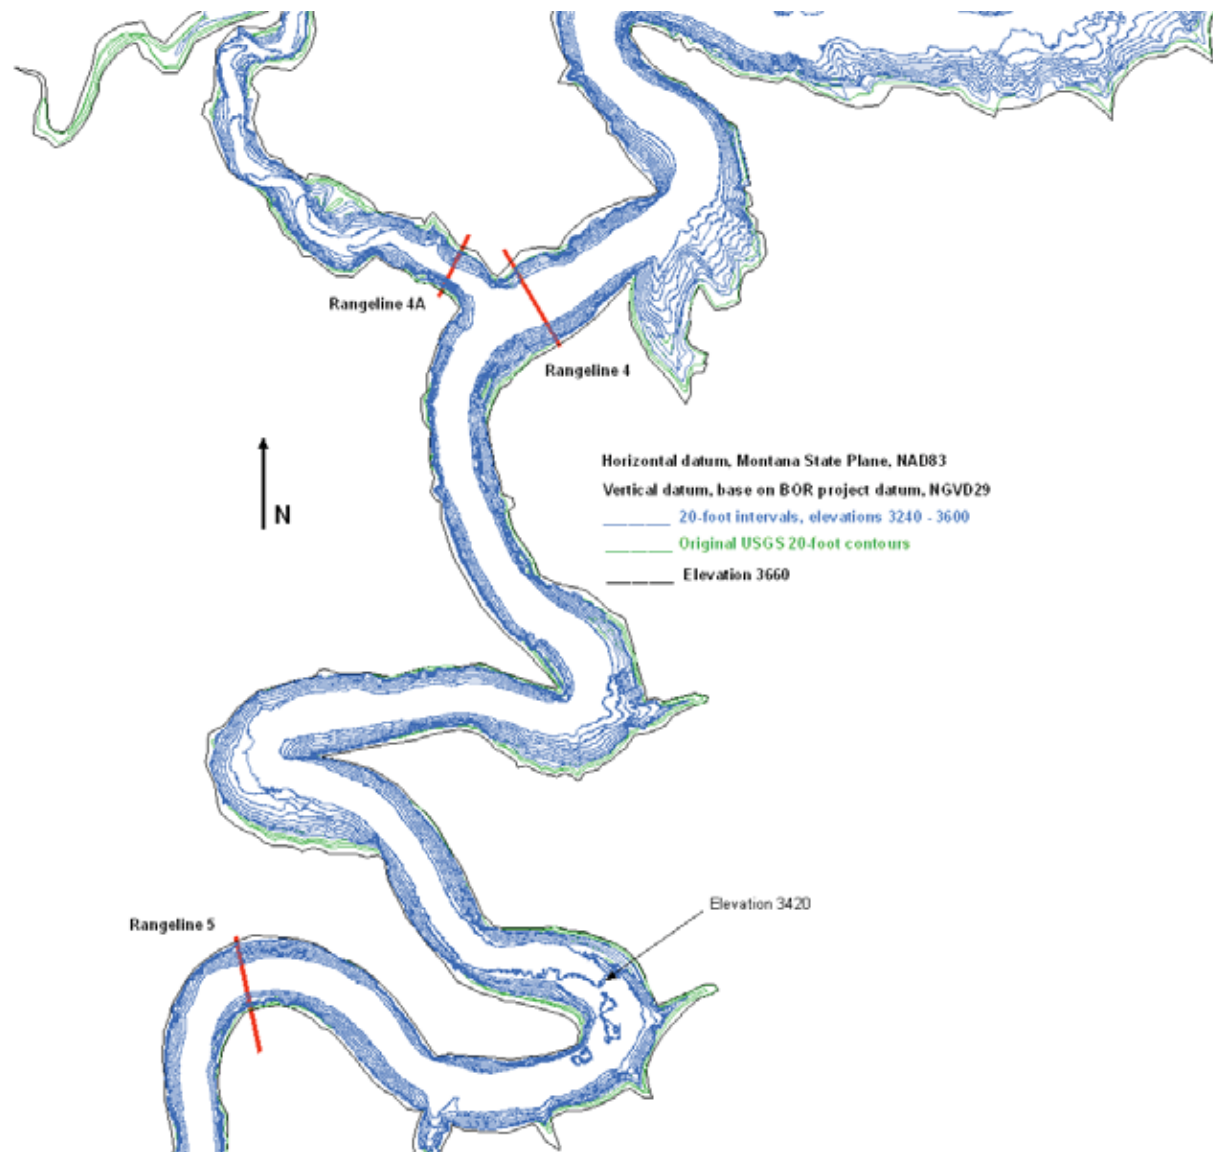 Rangeline 4A
Rangeline 4
N
Horizontal datum, Montana State Plane, NAD83
Vertical datum, base on BOR project datum, NGVD29
20-foot intervals, elevations 3240 - 3600
Original USGS 20-foot contours
Elevation 3660
Elevation 3420
Rangeline 5